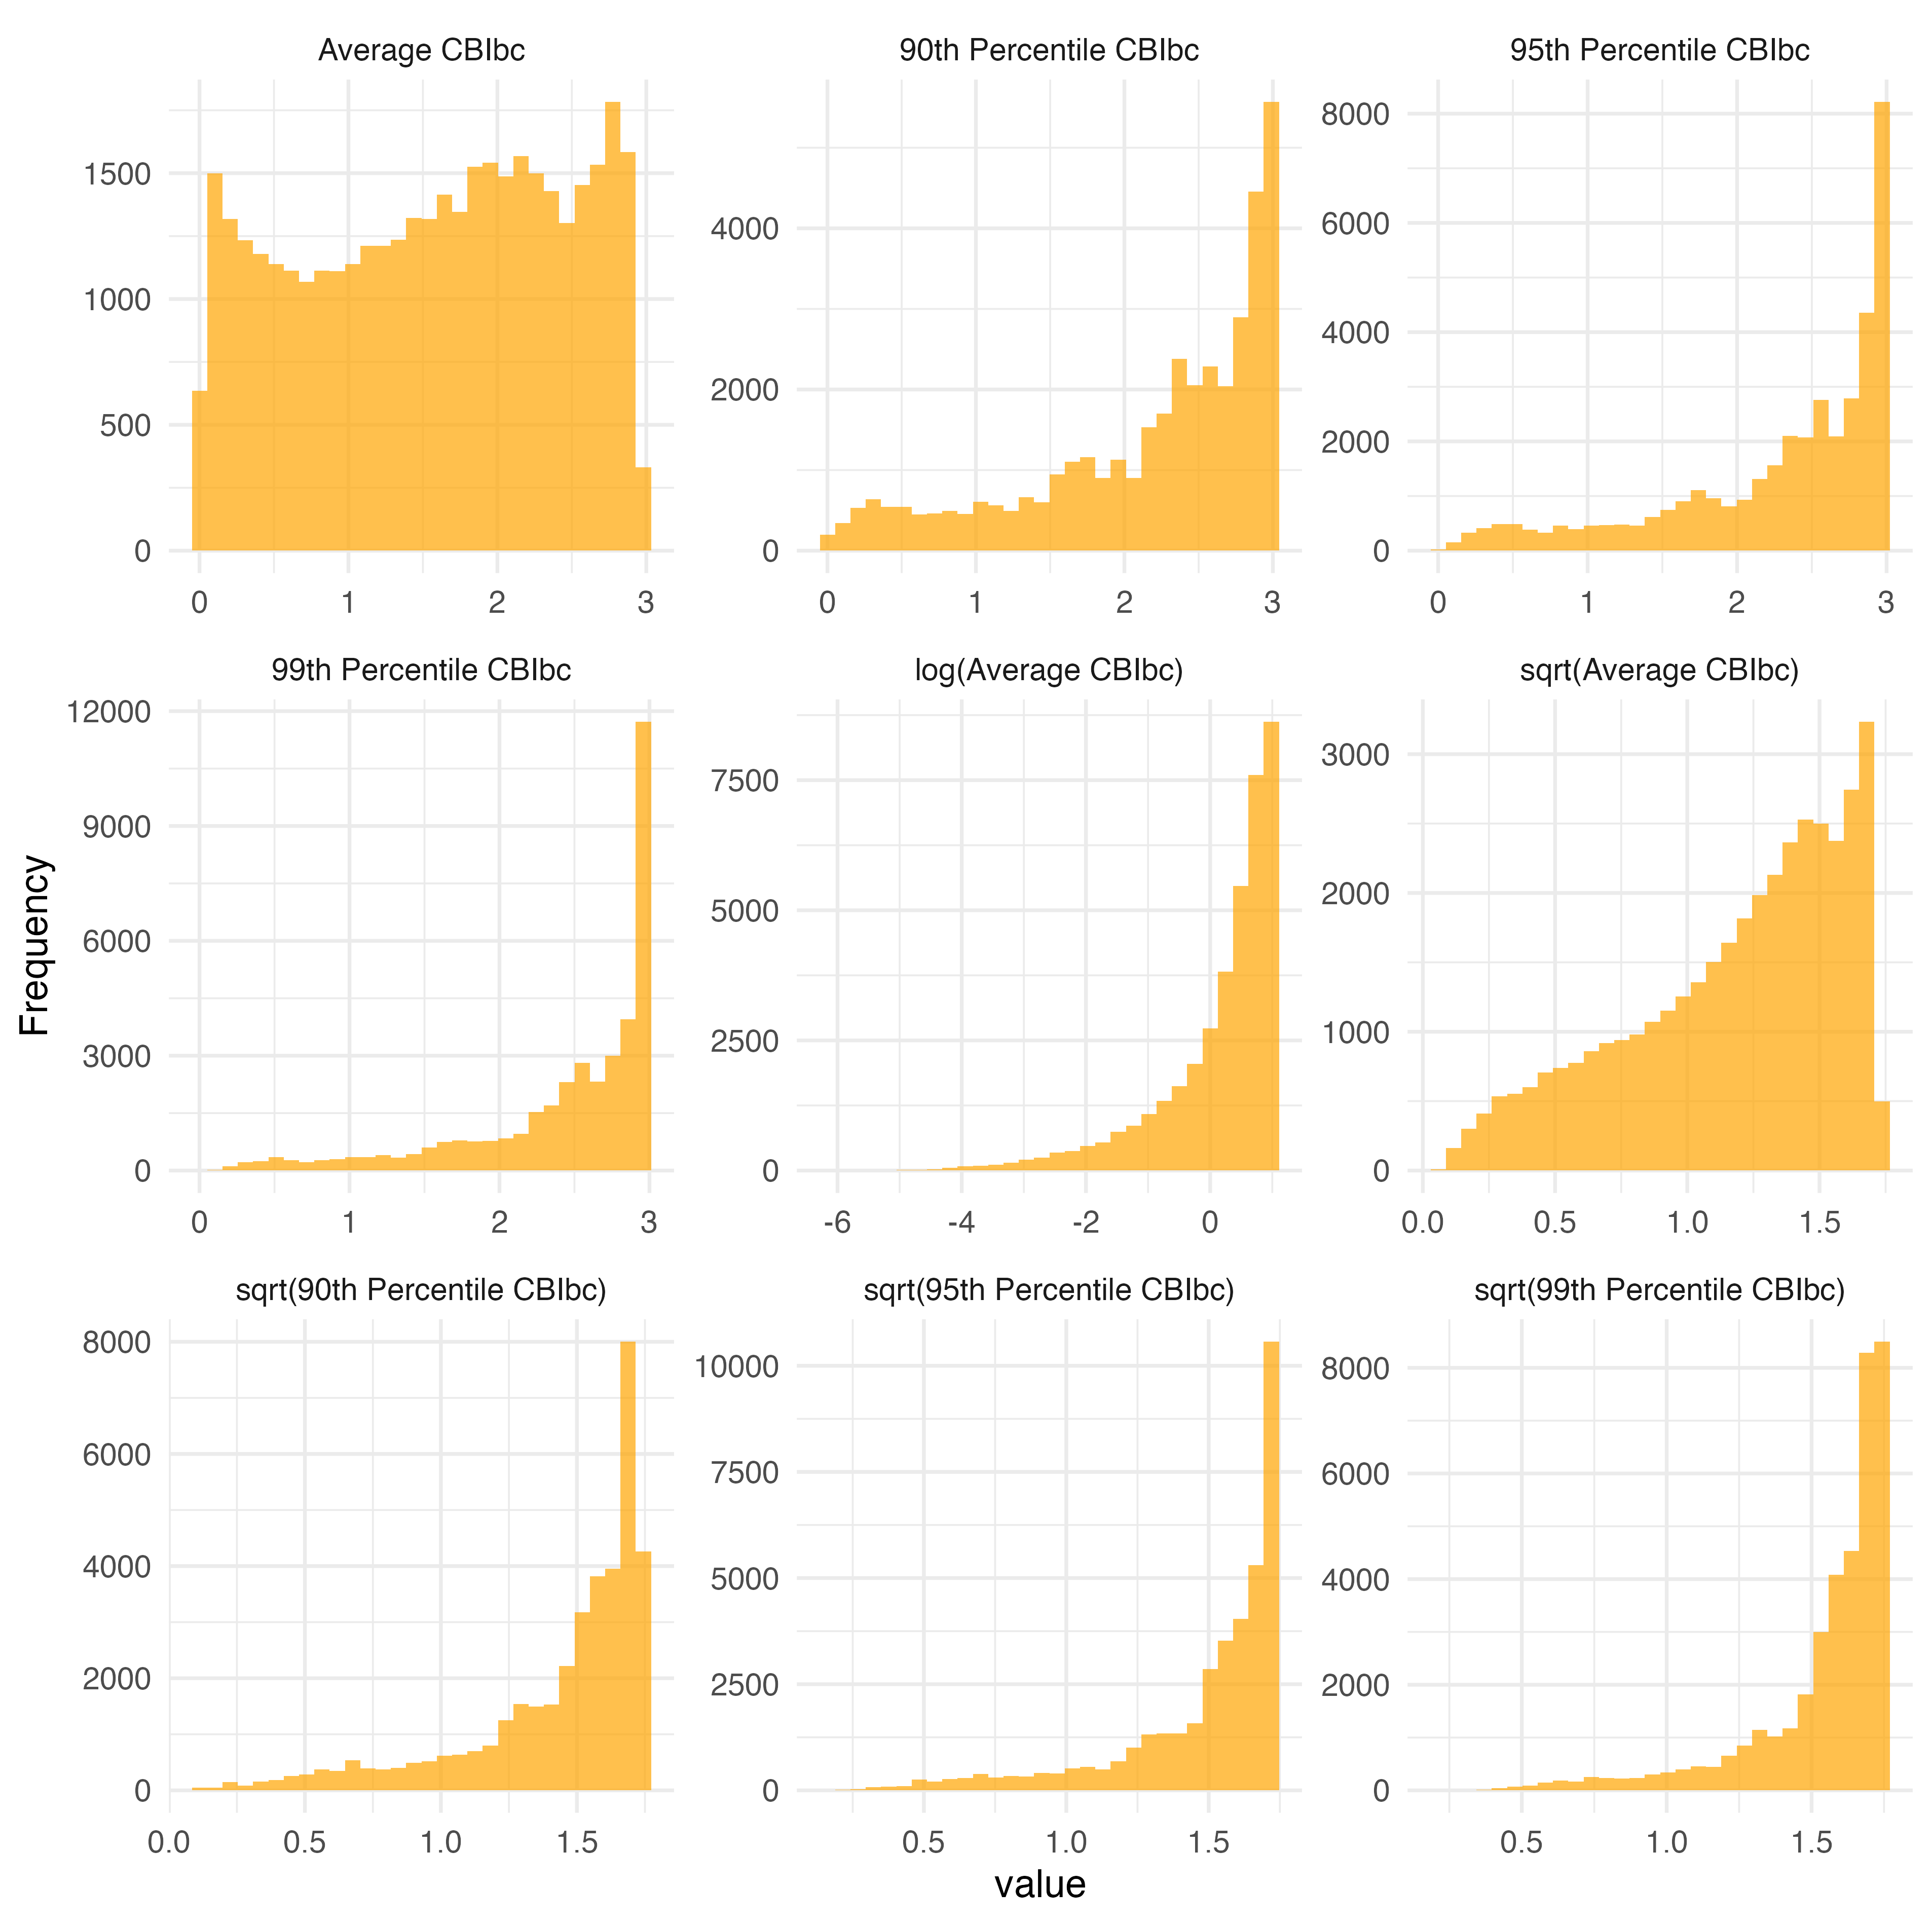 Average CBIbc
90th Percentile CBIbc
95th Percentile CBIbc
1500
1000
500
0
0 1 2 3
4000
2000
0
0 1 2 3
8000
6000
4000
2000
0
0 1 2 3
99th Percentile CBIbc
log(Average CBIbc)
sqrt(Average CBIbc)
Frequency
12000
9000
6000
3000
0
0 1 2 3
7500
5000
2500
0
-6 -4 -2 0
3000
2000
1000
0
0.0 0.5 1.0 1.5
sqrt(90th Percentile CBIbc)
sqrt(95th Percentile CBIbc)
sqrt(99th Percentile CBIbc)
8000
6000
4000
2000
0
0.0 0.5 1.0 1.5
10000
7500
5000
2500
0
0.5 1.0 1.5
8000
6000
4000
2000
0
0.5 1.0 1.5
value